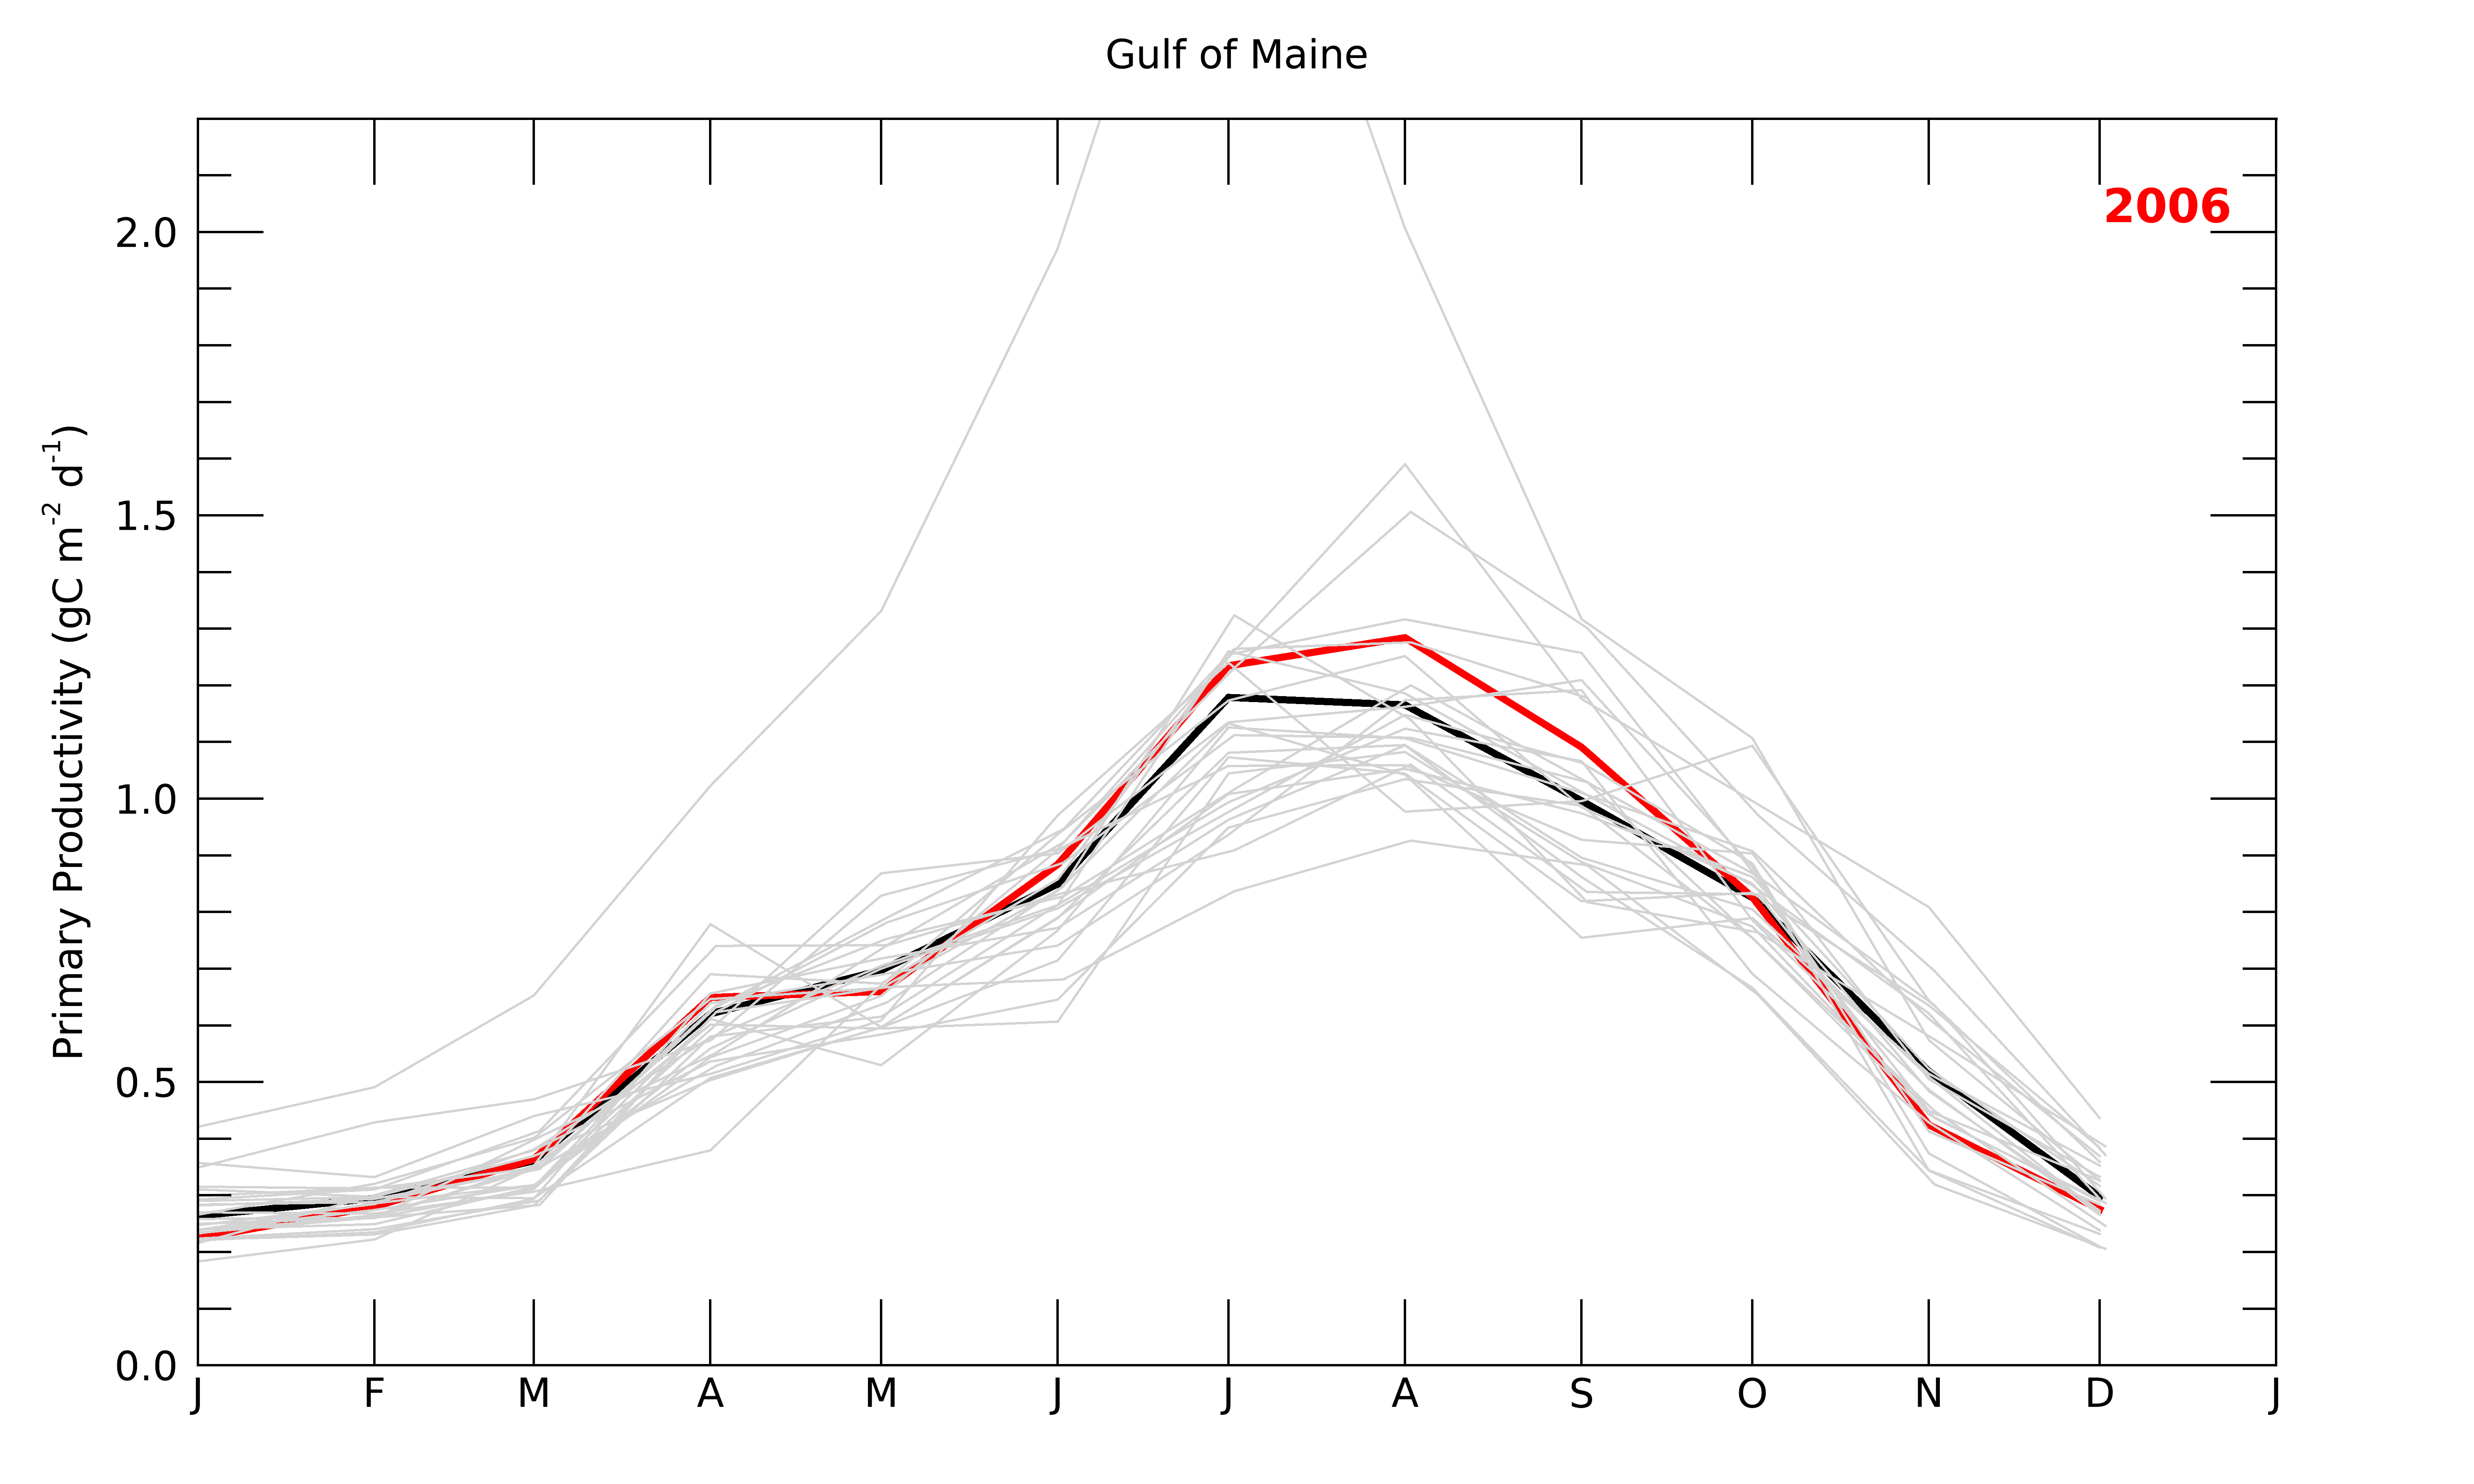 Gulf of Maine
2006
Primary Productivity (gC m⁻² d⁻¹)
2.0
1.5
1.0
0.5
0.0
J F M A M J J A S O N D J